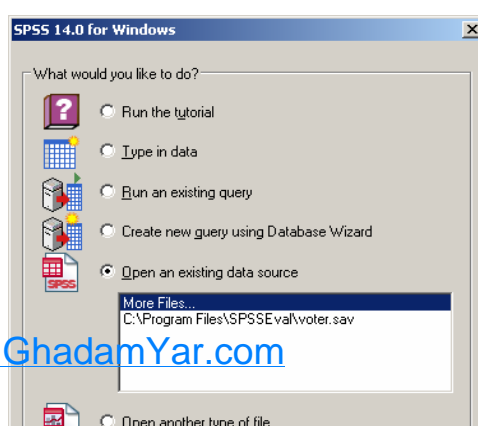 SPSS 14.0 for Windows
What would you like to do?
Run the tutorial
Type in data
Run an existing query
Create new query using Database Wizard
Open an existing data source
SPSS
More Files...
C:\Program Files\SPSSEval\voter.sav
GhadamYar.com
Open another type of file